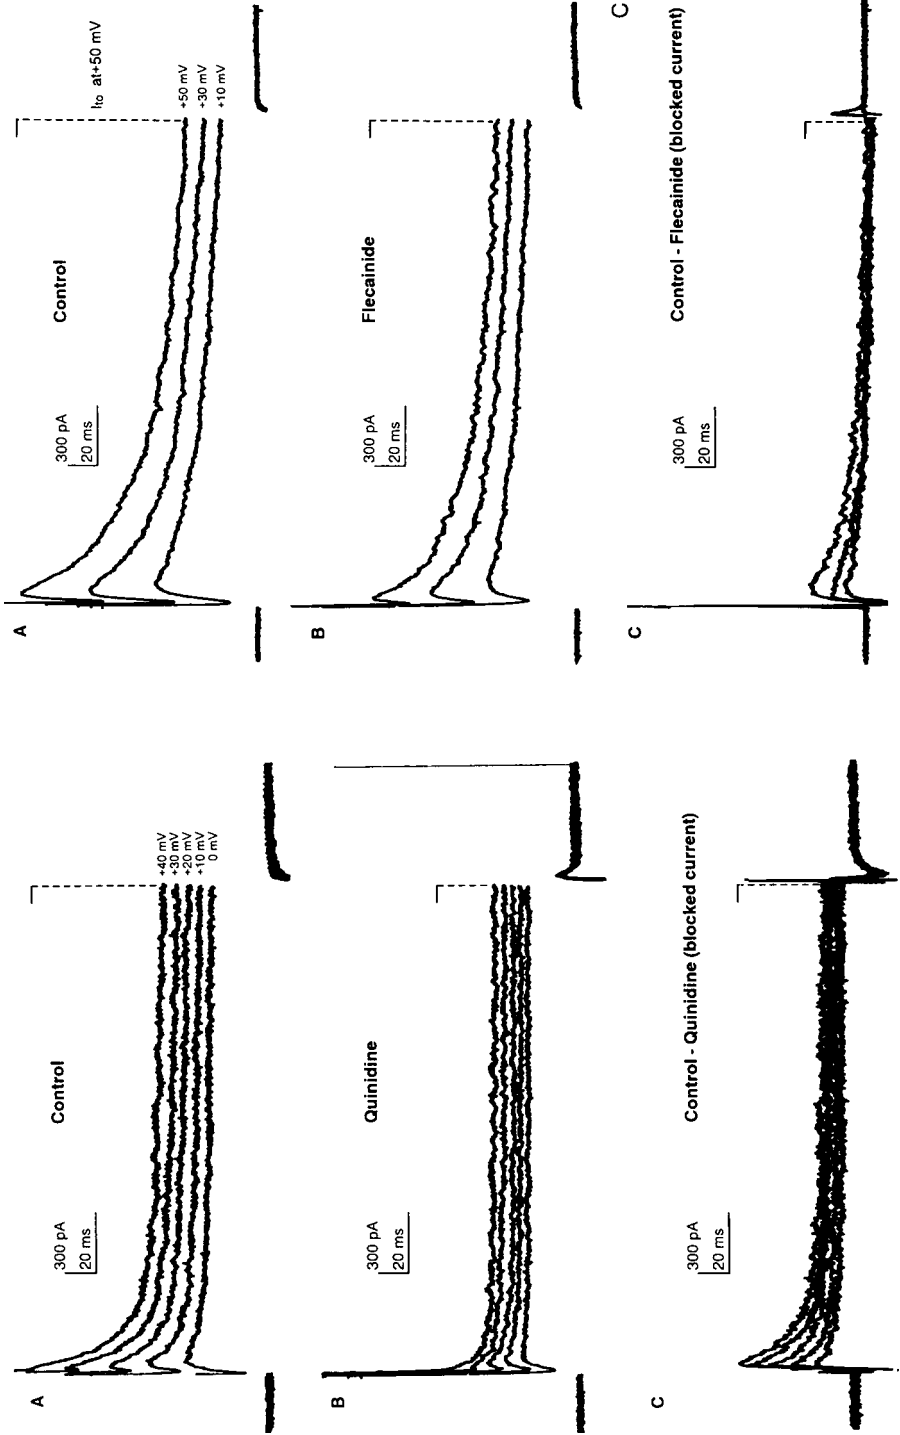 A
Control
300 pA
20 ms
+40 mV
+30 mV
+20 mV
+10 mV
0 mV
B
Quinidine
300 pA
20 ms
C
Control - Quinidine (blocked current)
300 pA
20 ms
A
Control
300 pA
20 ms
Ito at+50 mV
+50 mV
+30 mV
+10 mV
B
Flecainide
300 pA
20 ms
C
Control - Flecainide (blocked current)
300 pA
20 ms
C